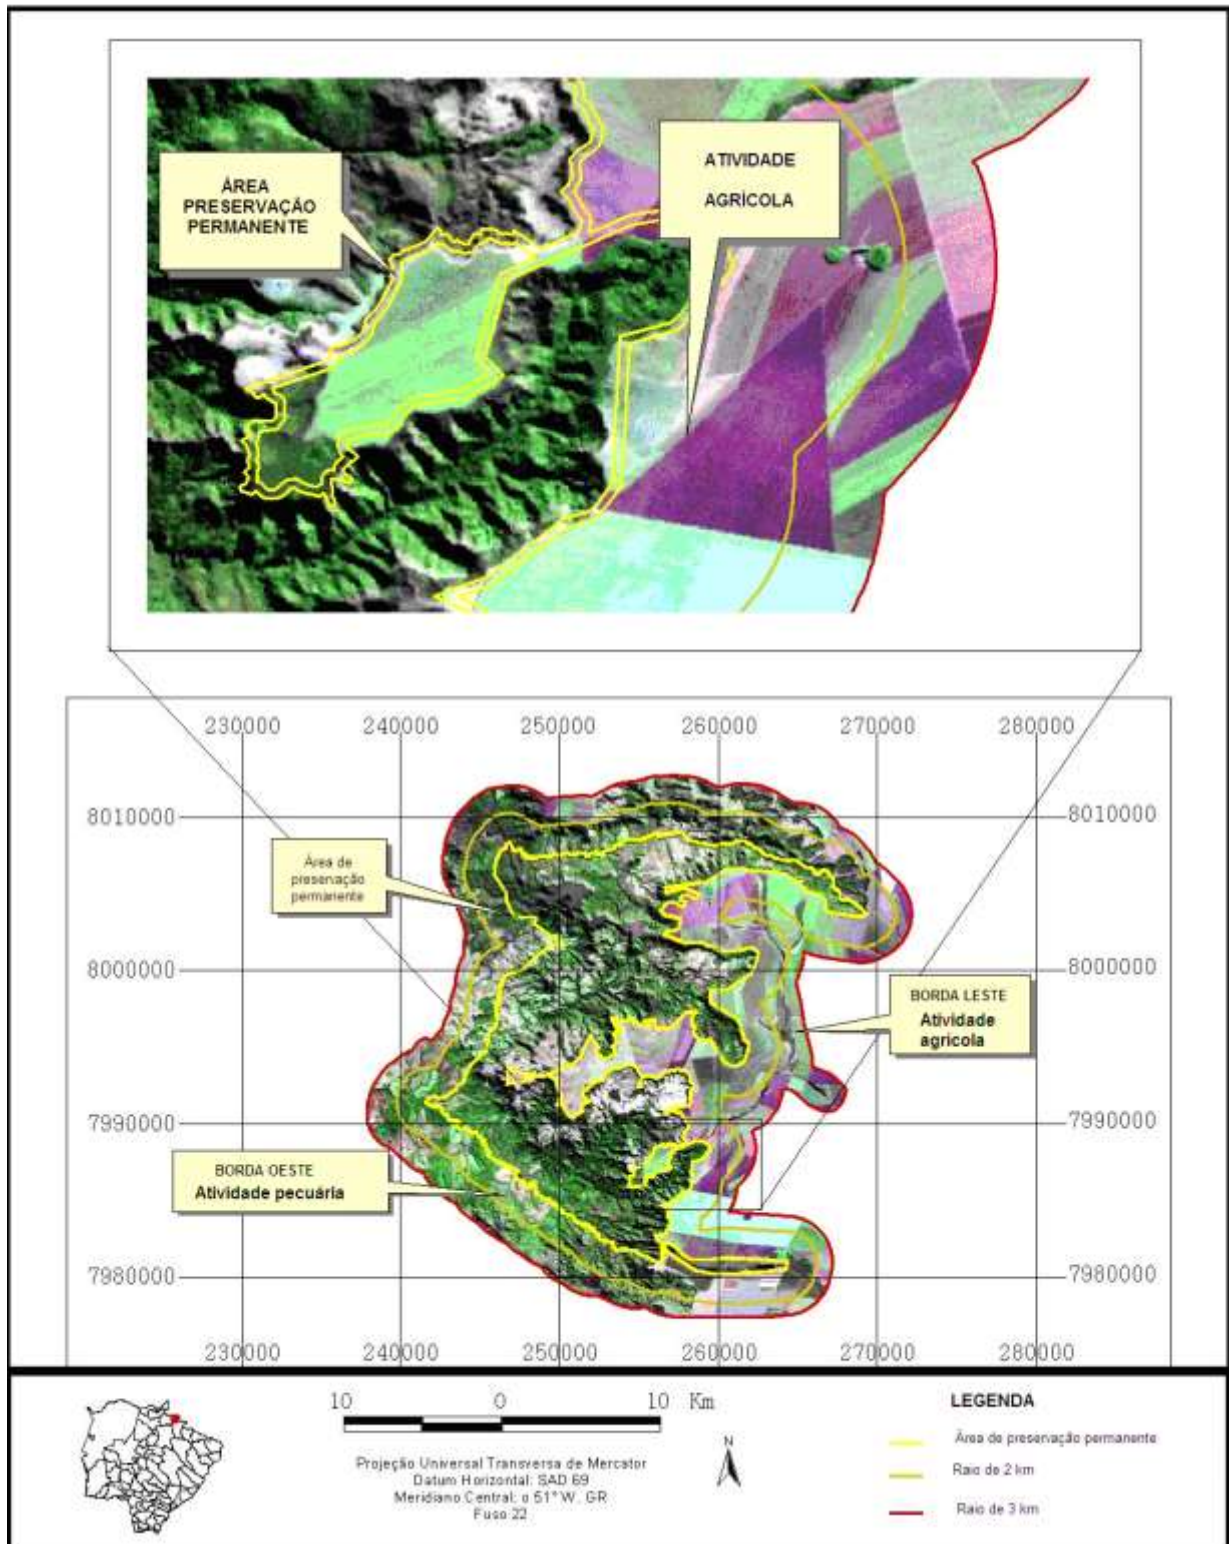 ÁREA
PRESERVAÇÃO
PERMANENTE
ATIVIDADE
AGRÍCOLA
230000 240000 250000 260000 270000 280000
8010000 8010000
Área de
preservação
permanente
8000000 8000000
BORDA LESTE
Atividade
agrícola
7990000 7990000
BORDA OESTE
Atividade pecuária
7980000 7980000
230000 240000 250000 260000 270000 280000
10 0 10 Km
Projeção Universal Transversa de Mercator
Datum Horizontal: SAD 69
Meridiano Central: o 51° W. GR
Fuso 22
N
LEGENDA
Área de preservação permanente
Raio de 2 km
Raio de 3 km